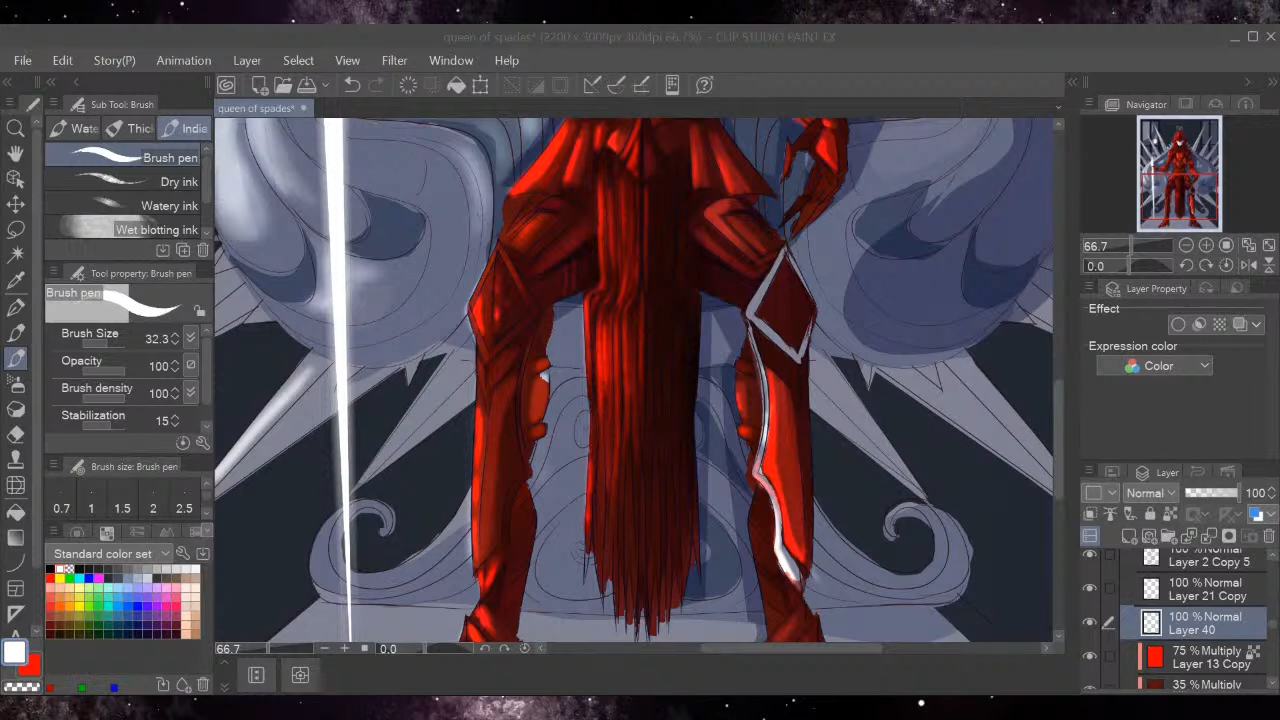 queen of spades* (2200 x 3009px 300dpi 66.7%) - CLIP STUDIO PAINT EX
File Edit Layer Story(P) Animation Layer Select View Filter Window Help
Sub Tool: Brush
queen of spades*
Navigator
Wate Thicl Indie
Brush pen
Dry ink
Watery ink
Wet blotting ink
Tool property: Brush pen
66.7
0.0
Layer Property
Brush pen
Effect
Brush Size 32.3
Expression color
Opacity 100
Color
Brush density 100
Stabilization 15
Brush size: Brush pen
Layer
0.7 1 1.5 2 2.5
Normal 100
Standard color set
100 % Normal
Layer 2 Copy 5
100 % Normal
Layer 21 Copy
100 % Normal
Layer 40
75 % Multiply
Layer 13 Copy
35 % Multiply
66.7 0.0